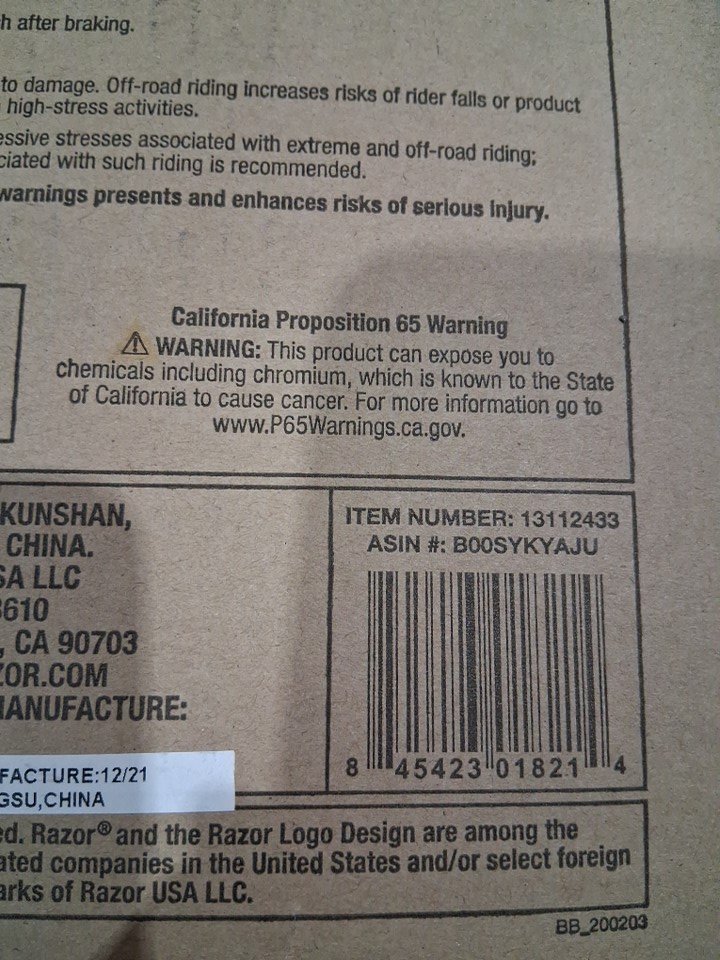 h after braking.
to damage. Off-road riding increases risks of rider falls or product
high-stress activities.
essive stresses associated with extreme and off-road riding;
ciated with such riding is recommended.
warnings presents and enhances risks of serious injury.
California Proposition 65 Warning
⚠ WARNING: This product can expose you to
chemicals including chromium, which is known to the State
of California to cause cancer. For more information go to
www.P65Warnings.ca.gov.
KUNSHAN,
CHINA.
SA LLC
3610
, CA 90703
ZOR.COM
MANUFACTURE:
FACTURE:12/21
GSU,CHINA
ITEM NUMBER: 13112433
ASIN #: B00SYKYAJU
8 45423 01821 4
ed. Razor® and the Razor Logo Design are among the
ated companies in the United States and/or select foreign
arks of Razor USA LLC.
BB_200203